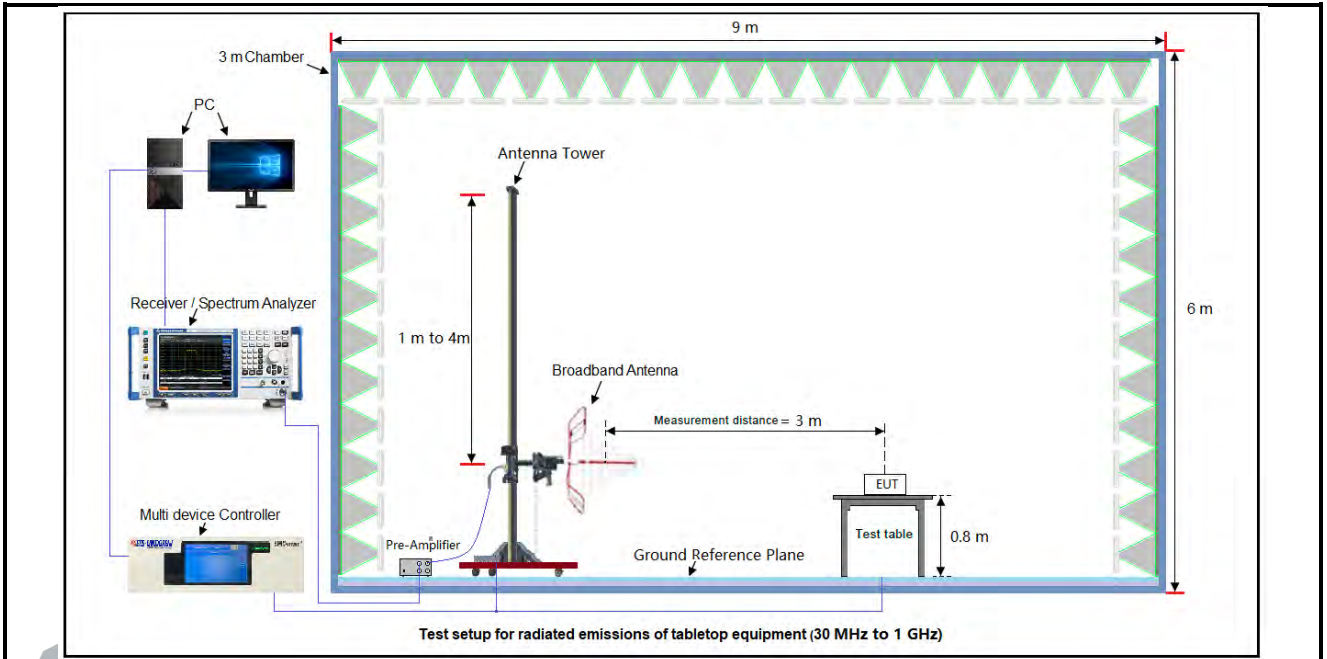 9 m
3 m Chamber
PC
Antenna Tower
Receiver / Spectrum Analyzer
1 m to 4m
6 m
Broadband Antenna
Measurement distance = 3 m
EUT
Multi device Controller
Pre-Amplifier
Test table
0.8 m
Ground Reference Plane
Test setup for radiated emissions of tabletop equipment (30 MHz to 1 GHz)